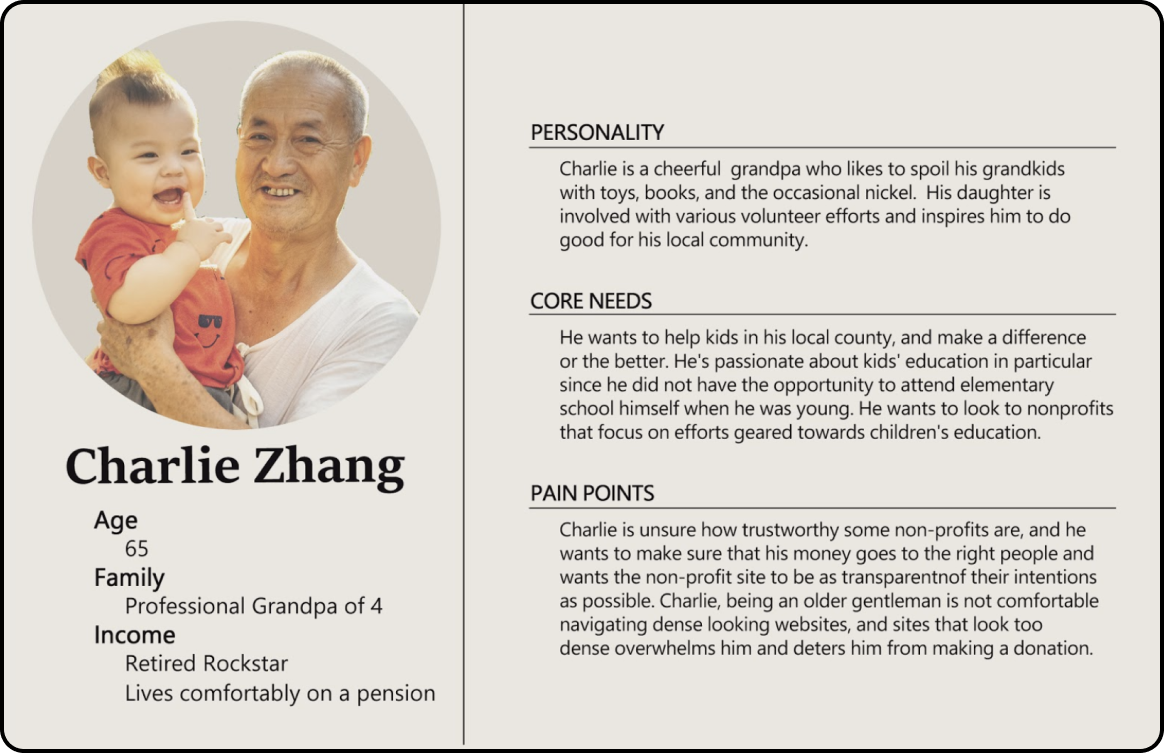 Charlie Zhang
Age
65
Family
Professional Grandpa of 4
Income
Retired Rockstar
Lives comfortably on a pension
PERSONALITY
Charlie is a cheerful  grandpa who likes to spoil his grandkids
with toys, books, and the occasional nickel.  His daughter is
involved with various volunteer efforts and inspires him to do
good for his local community.
CORE NEEDS
He wants to help kids in his local county, and make a difference
or the better. He's passionate about kids' education in particular
since he did not have the opportunity to attend elementary
school himself when he was young. He wants to look to nonprofits
that focus on efforts geared towards children's education.
PAIN POINTS
Charlie is unsure how trustworthy some non-profits are, and he
wants to make sure that his money goes to the right people and
wants the non-profit site to be as transparentnof their intentions
as possible. Charlie, being an older gentleman is not comfortable
navigating dense looking websites, and sites that look too
dense overwhelms him and deters him from making a donation.